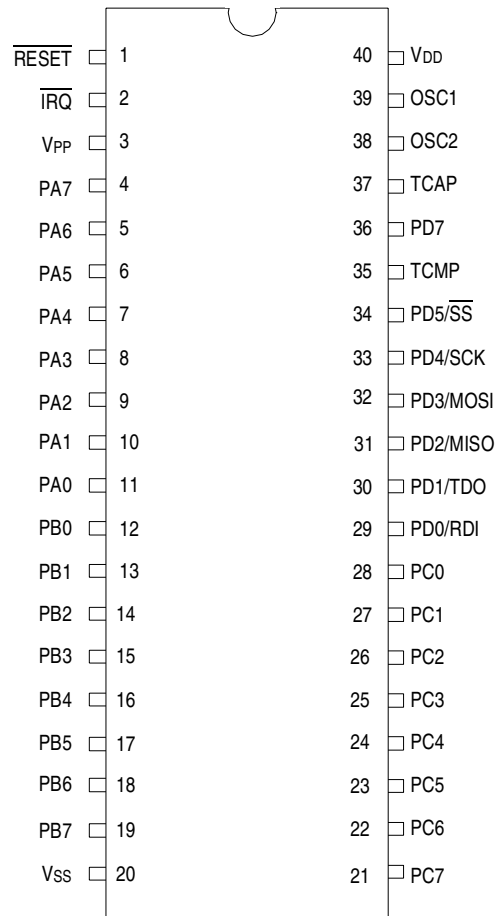 R̅E̅S̅E̅T̅ 1 40 VDD
I̅R̅Q̅ 2 39 OSC1
VPP 3 38 OSC2
PA7 4 37 TCAP
PA6 5 36 PD7
PA5 6 35 TCMP
PA4 7 34 PD5/S̅S̅
PA3 8 33 PD4/SCK
PA2 9 32 PD3/MOSI
PA1 10 31 PD2/MISO
PA0 11 30 PD1/TDO
PB0 12 29 PD0/RDI
PB1 13 28 PC0
PB2 14 27 PC1
PB3 15 26 PC2
PB4 16 25 PC3
PB5 17 24 PC4
PB6 18 23 PC5
PB7 19 22 PC6
VSS 20 21 PC7